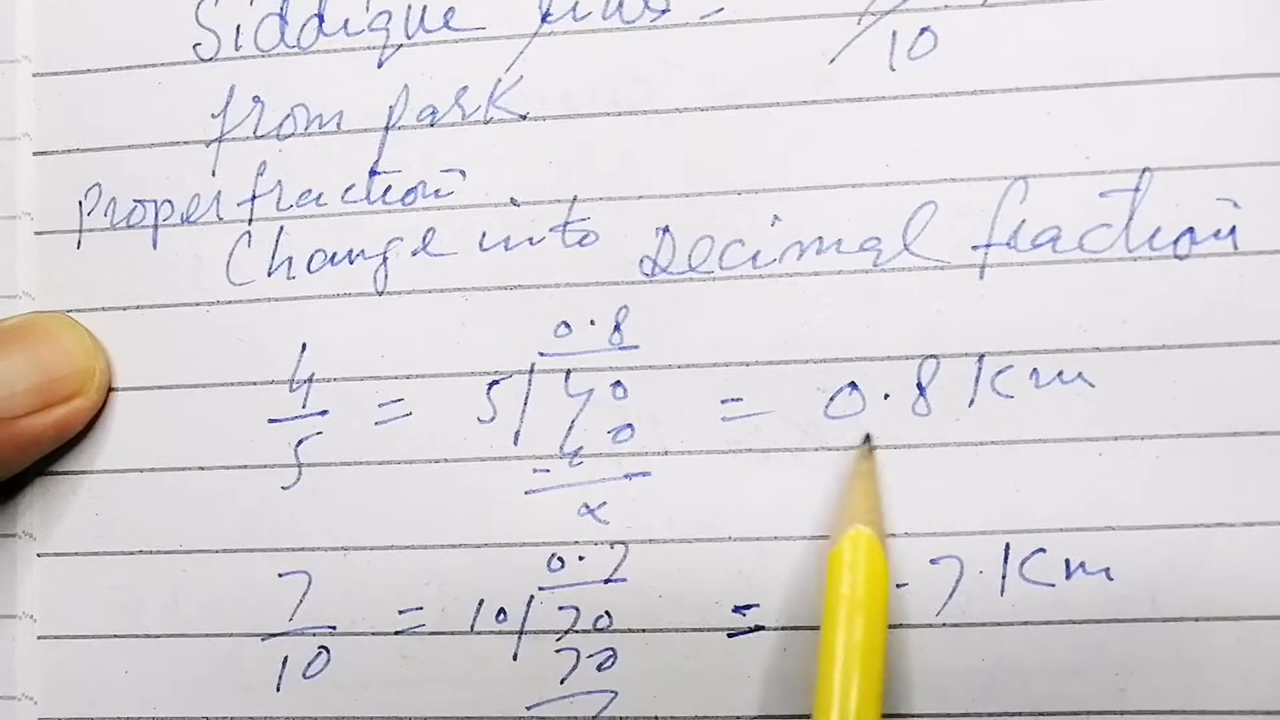 Siddique
10
from park
Proper fraction
Change into Decimal fraction
0.8
4/5 = 5 40 = 0.8 Km
- 40
x
0.7
7/10 = 10 70 = .7 Km
70